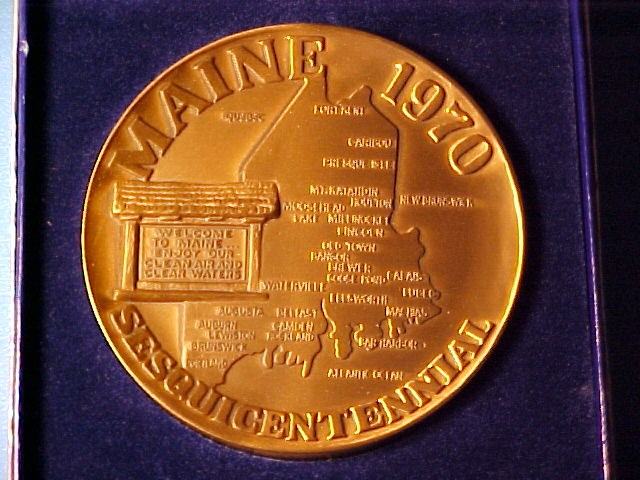 MAINE 1970
QUEBEC
FORT KENT
CARIBOU
PRESQUE ISLE
MT. KATAHDIN
HOULTON
NEW BRUNSWICK
MOOSEHEAD
LAKE
MILLINOCKET
LINCOLN
OLD TOWN
BANGOR
BREWER
WATERVILLE
ELLSWORTH
LUBEC
MACHIAS
AUGUSTA
BELFAST
AUBURN
CAMDEN
LEWISTON
ROCKLAND
BRUNSWICK
BAR HARBOR
PORTLAND
ATLANTIC OCEAN
WELCOME
TO MAINE...
ENJOY OUR
CLEAN AIR AND
CLEAN WATERS
SESQUICENTENNIAL